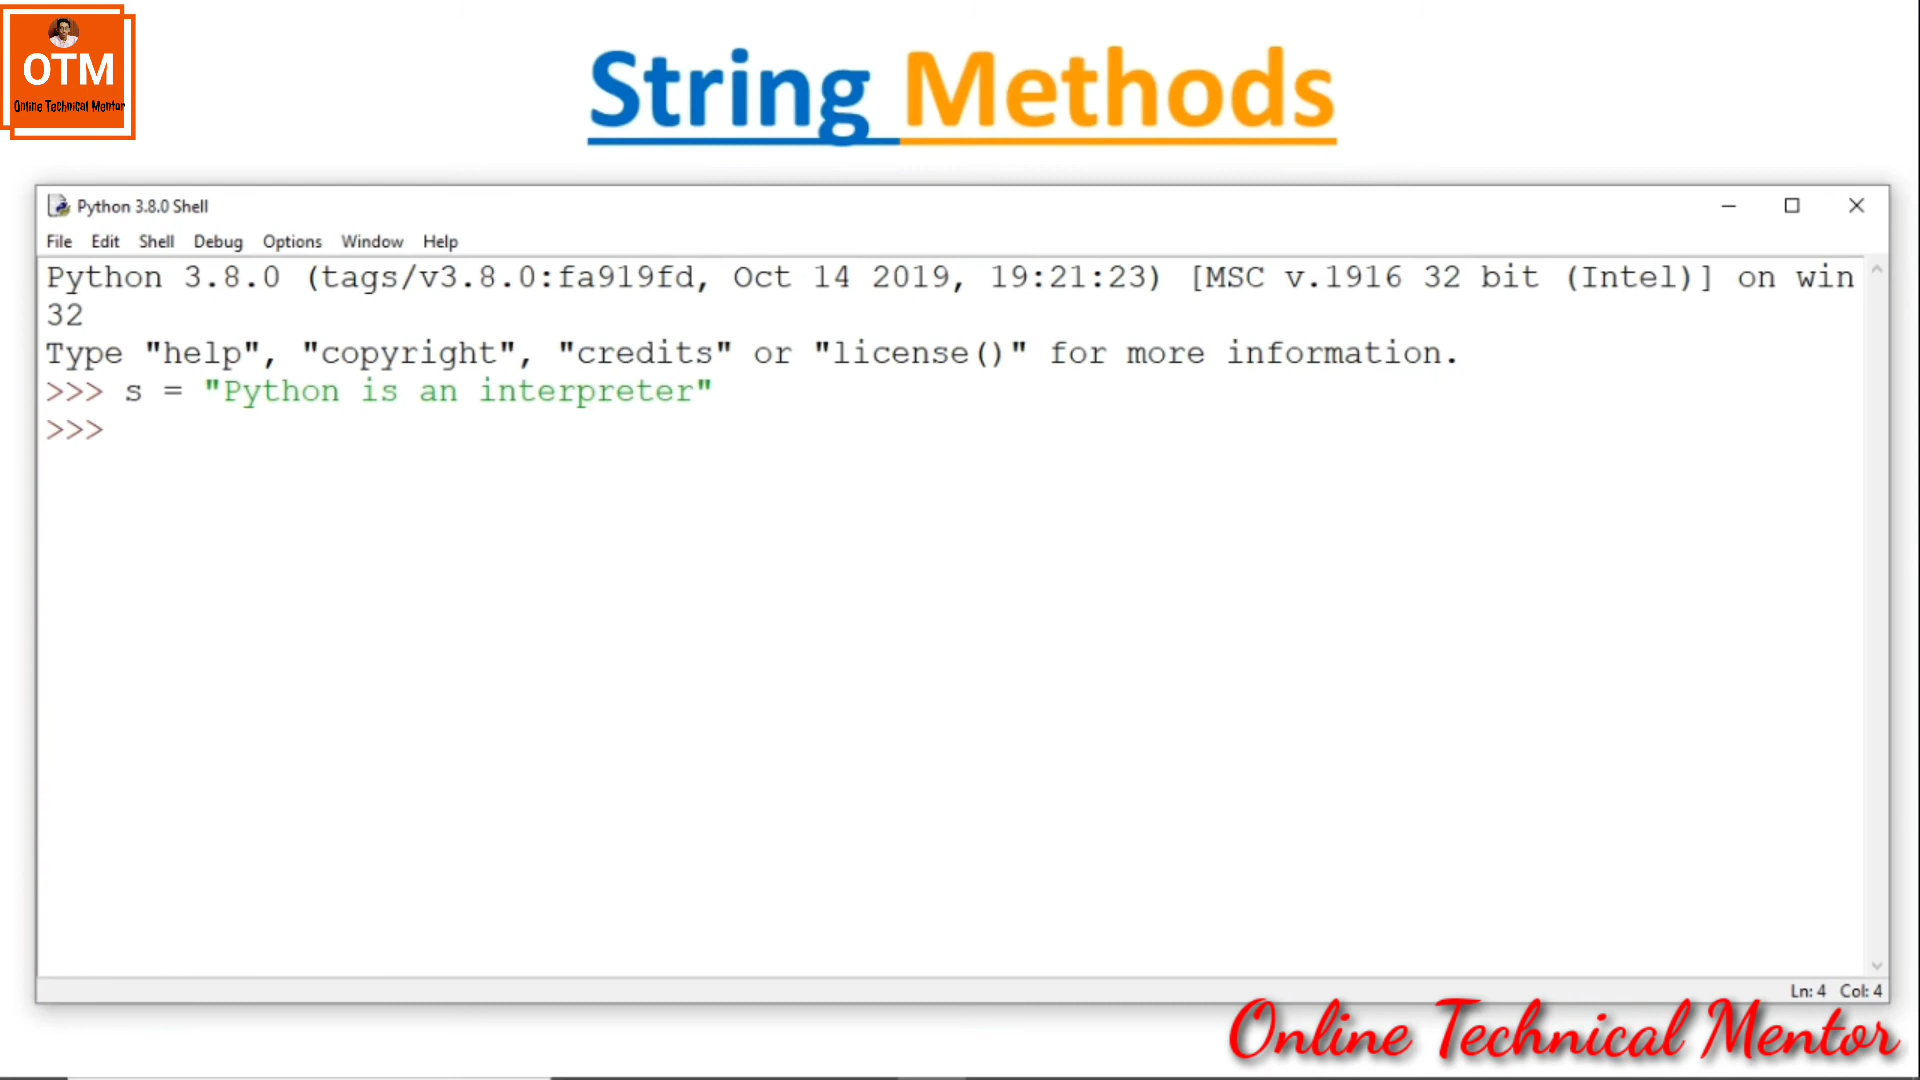 OTM
Online Technical Mentor
String Methods
Python 3.8.0 Shell
File Edit Shell Debug Options Window Help
Python 3.8.0 (tags/v3.8.0:fa919fd, Oct 14 2019, 19:21:23) [MSC v.1916 32 bit (Intel)] on win
32
Type "help", "copyright", "credits" or "license()" for more information.
>>> s = "Python is an interpreter"
>>>
Ln: 4 Col: 4
Online Technical Mentor